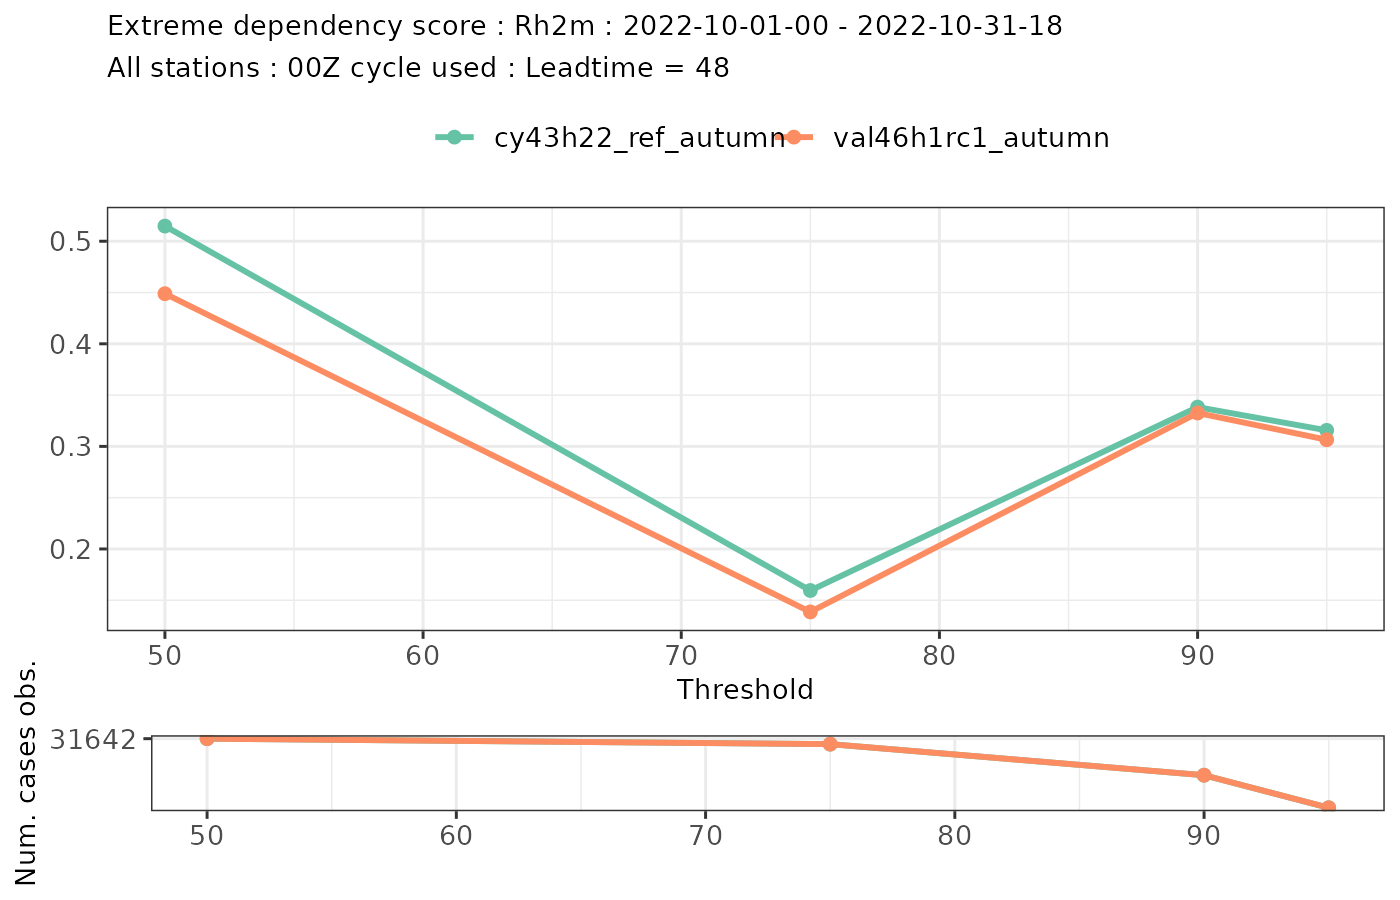 Extreme dependency score : Rh2m : 2022-10-01-00 - 2022-10-31-18
All stations : 00Z cycle used : Leadtime = 48
cy43h22_ref_autumn val46h1rc1_autumn
0.5
0.4
0.3
0.2
50 60 70 80 90
Threshold
Num. cases obs.
31642
50 60 70 80 90